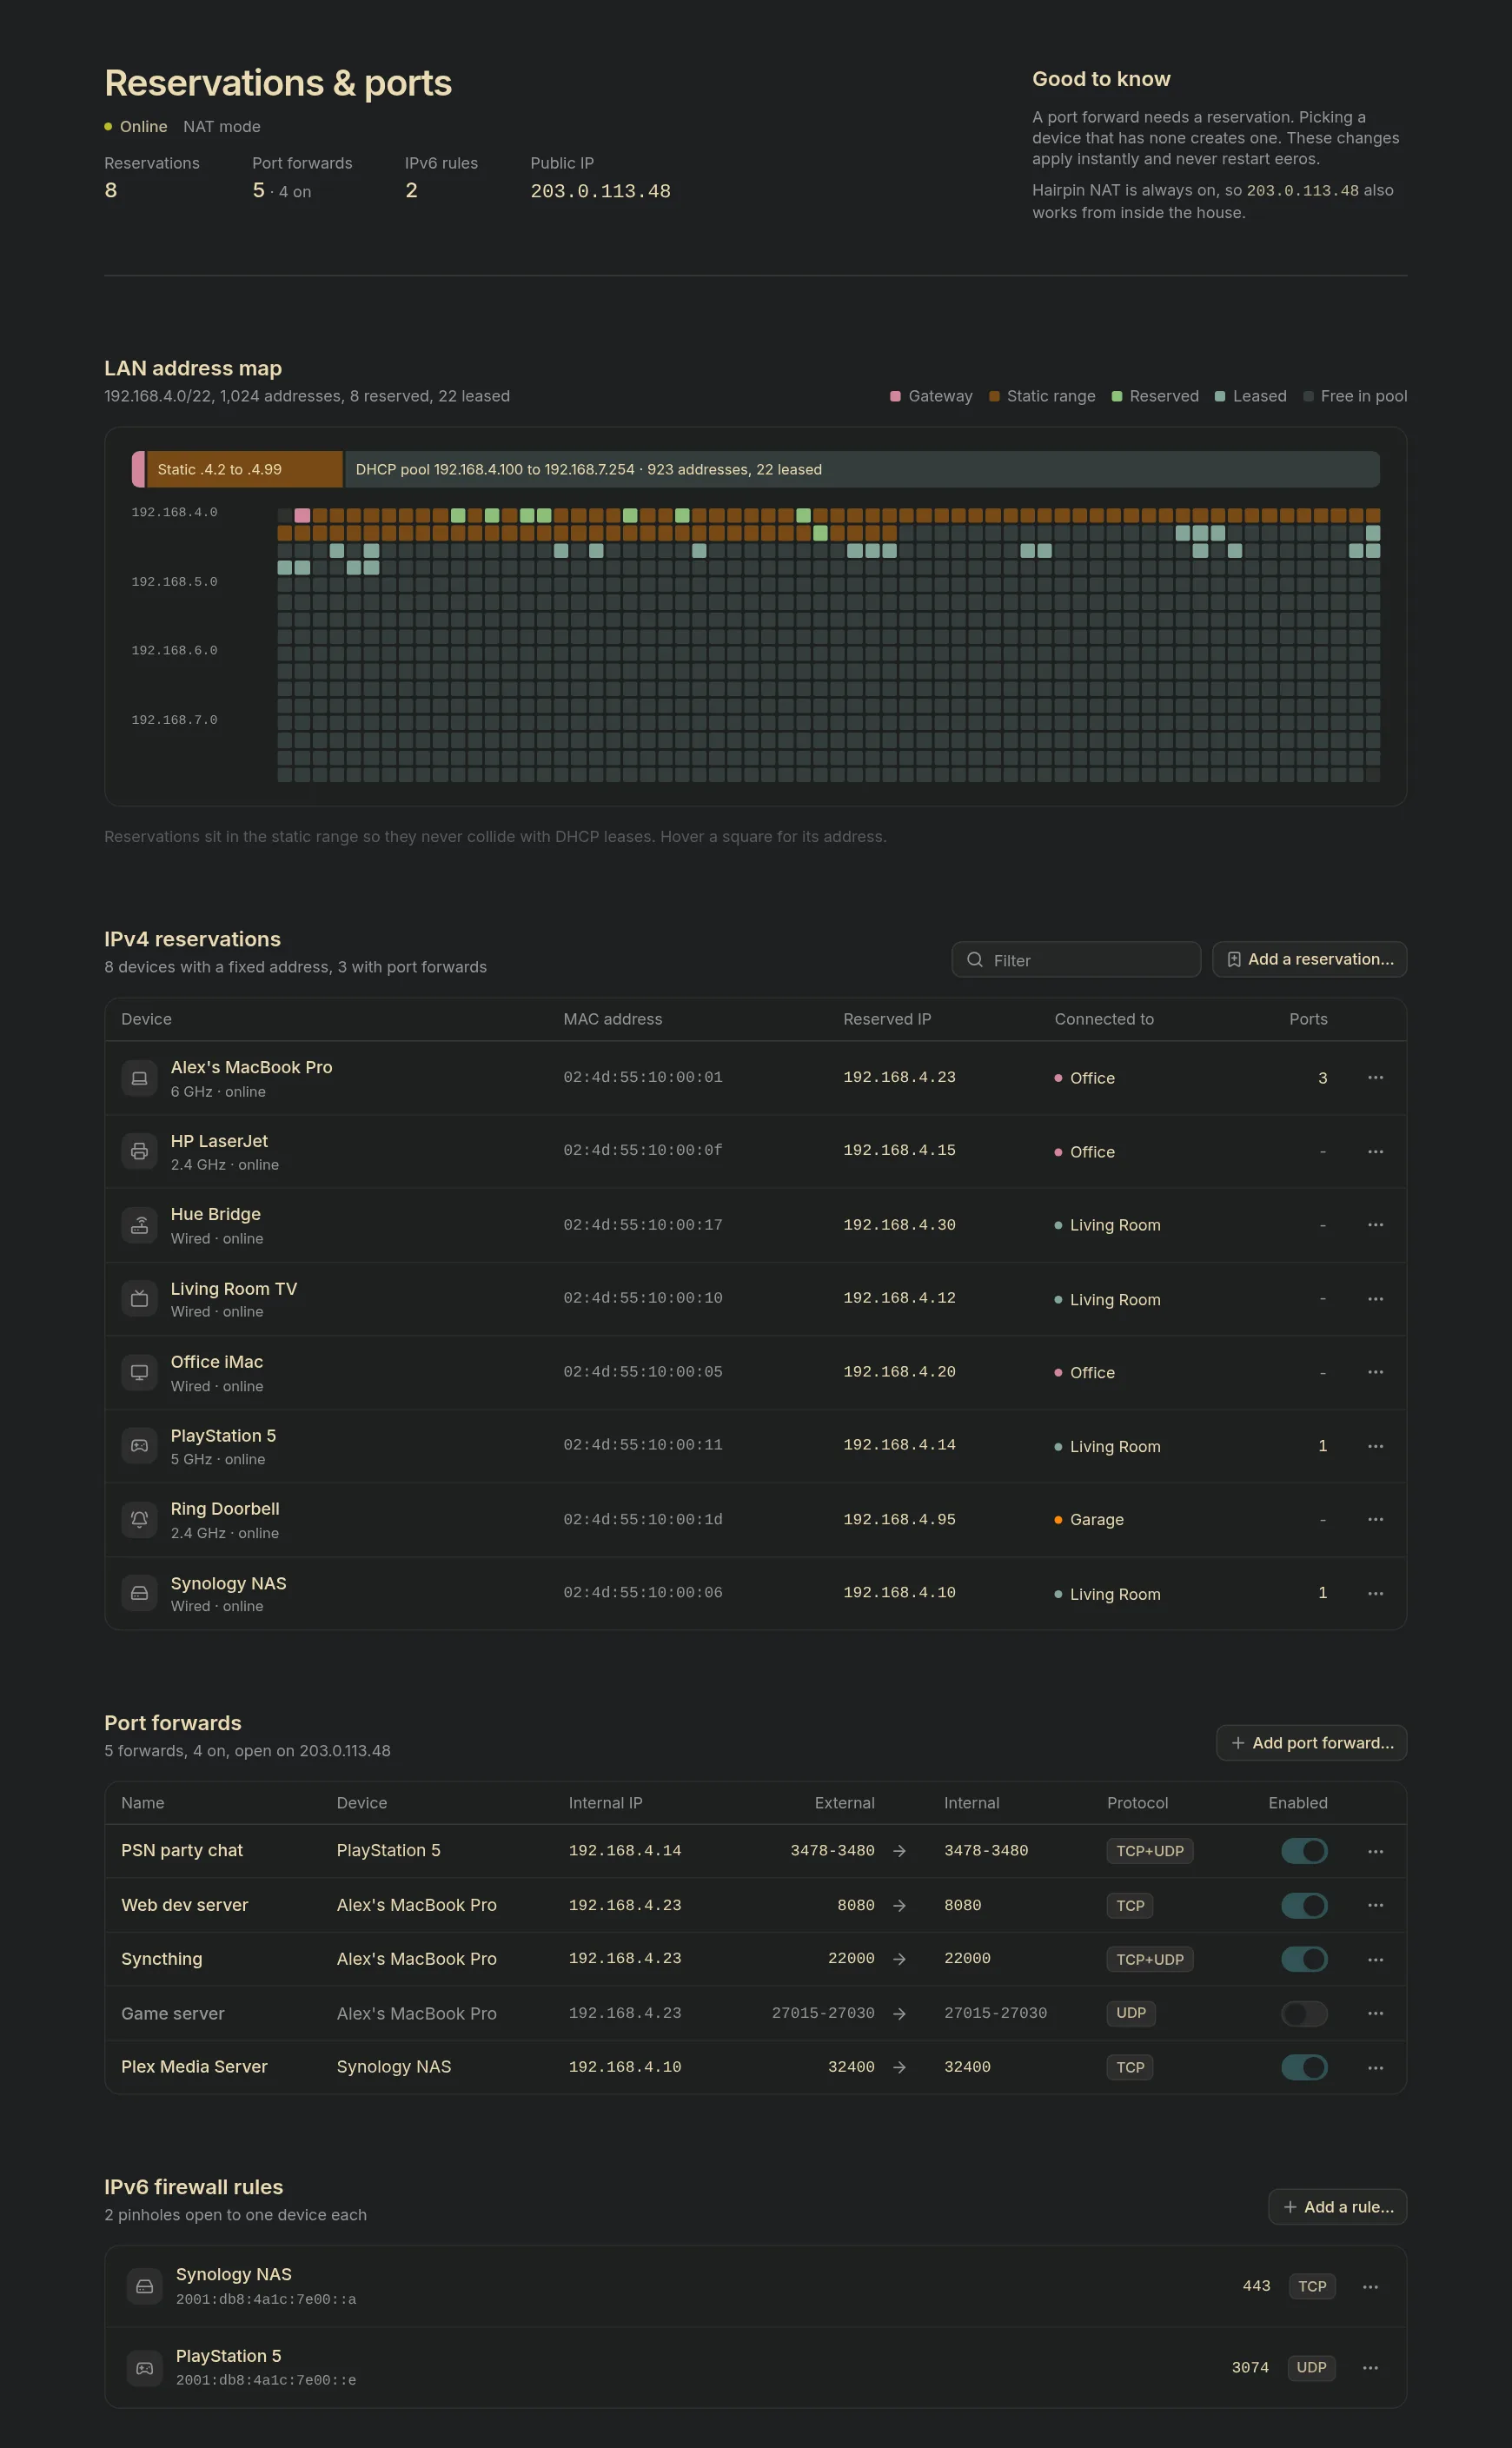 Reservations & ports
Online NAT mode
Reservations Port forwards IPv6 rules Public IP
8 5 · 4 on 2 203.0.113.48
Good to know
A port forward needs a reservation. Picking a
device that has none creates one. These changes
apply instantly and never restart eeros.
Hairpin NAT is always on, so 203.0.113.48 also
works from inside the house.
LAN address map
192.168.4.0/22, 1,024 addresses, 8 reserved, 22 leased
Gateway Static range Reserved Leased Free in pool
Static .4.2 to .4.99 DHCP pool 192.168.4.100 to 192.168.7.254 · 923 addresses, 22 leased
192.168.4.0
192.168.5.0
192.168.6.0
192.168.7.0
Reservations sit in the static range so they never collide with DHCP leases. Hover a square for its address.
IPv4 reservations
8 devices with a fixed address, 3 with port forwards
Filter Add a reservation...
Device MAC address Reserved IP Connected to Ports
Alex's MacBook Pro
6 GHz · online
02:4d:55:10:00:01 192.168.4.23 Office 3
HP LaserJet
2.4 GHz · online
02:4d:55:10:00:0f 192.168.4.15 Office -
Hue Bridge
Wired · online
02:4d:55:10:00:17 192.168.4.30 Living Room -
Living Room TV
Wired · online
02:4d:55:10:00:10 192.168.4.12 Living Room -
Office iMac
Wired · online
02:4d:55:10:00:05 192.168.4.20 Office -
PlayStation 5
5 GHz · online
02:4d:55:10:00:11 192.168.4.14 Living Room 1
Ring Doorbell
2.4 GHz · online
02:4d:55:10:00:1d 192.168.4.95 Garage -
Synology NAS
Wired · online
02:4d:55:10:00:06 192.168.4.10 Living Room 1
Port forwards
5 forwards, 4 on, open on 203.0.113.48
Add port forward...
Name Device Internal IP External Internal Protocol Enabled
PSN party chat PlayStation 5 192.168.4.14 3478-3480 → 3478-3480 TCP+UDP
Web dev server Alex's MacBook Pro 192.168.4.23 8080 → 8080 TCP
Syncthing Alex's MacBook Pro 192.168.4.23 22000 → 22000 TCP+UDP
Game server Alex's MacBook Pro 192.168.4.23 27015-27030 → 27015-27030 UDP
Plex Media Server Synology NAS 192.168.4.10 32400 → 32400 TCP
IPv6 firewall rules
2 pinholes open to one device each
Add a rule...
Synology NAS
2001:db8:4a1c:7e00::a
443 TCP
PlayStation 5
2001:db8:4a1c:7e00::e
3074 UDP